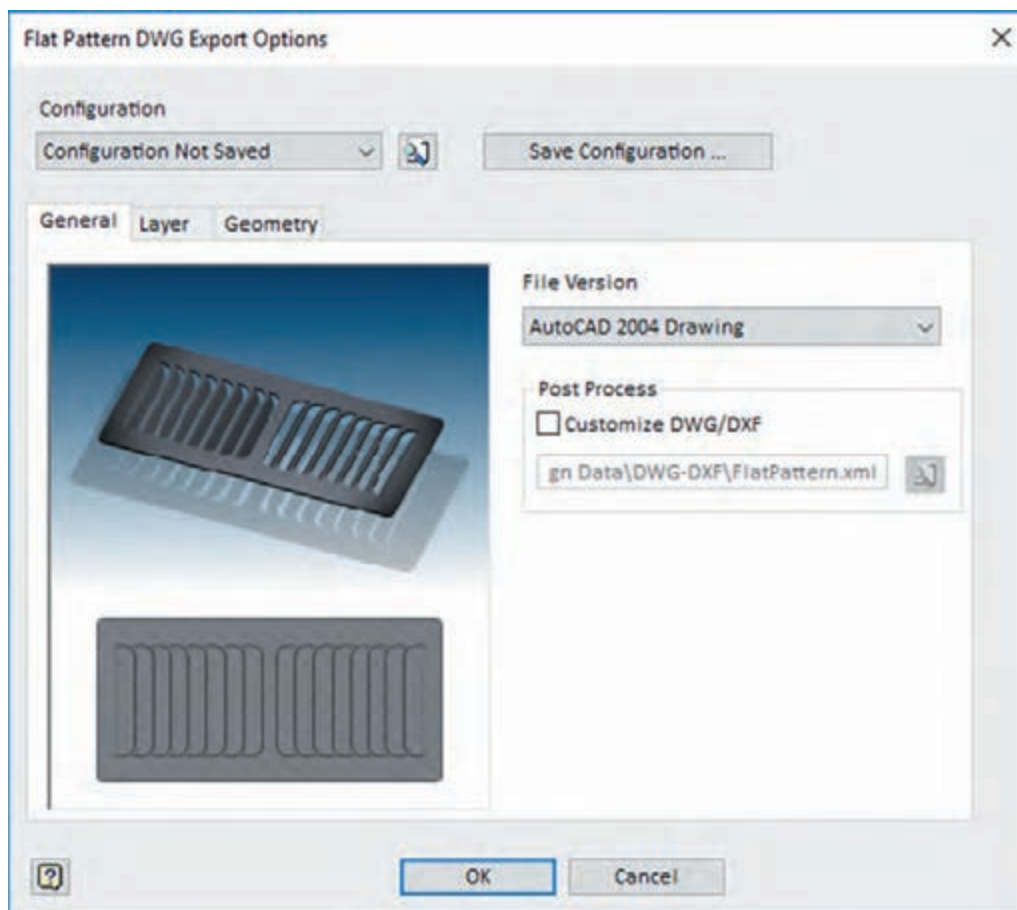 Flat Pattern DWG Export Options
Configuration
Configuration Not Saved
Save Configuration ...
General Layer Geometry
File Version
AutoCAD 2004 Drawing
Post Process
Customize DWG/DXF
gn Data\DWG-DXF\FlatPattern.xml
OK Cancel